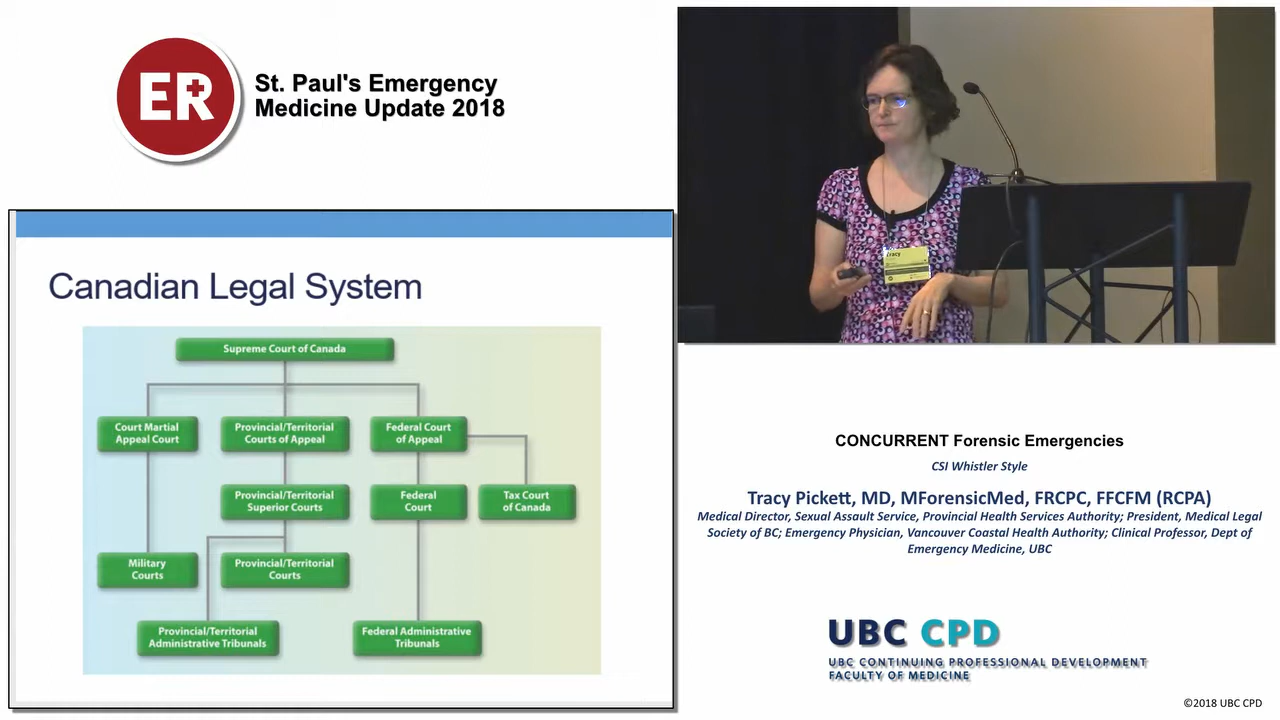 ER
St. Paul's Emergency
Medicine Update 2018
Canadian Legal System
Supreme Court of Canada
Court Martial
Appeal Court
Provincial/Territorial
Courts of Appeal
Federal Court
of Appeal
Provincial/Territorial
Superior Courts
Federal
Court
Tax Court
of Canada
Military
Courts
Provincial/Territorial
Courts
Provincial/Territorial
Administrative Tribunals
Federal Administrative
Tribunals
Tracy
CONCURRENT Forensic Emergencies
CSI Whistler Style
Tracy Pickett, MD, MForensicMed, FRCPC, FFCFM (RCPA)
Medical Director, Sexual Assault Service, Provincial Health Services Authority; President, Medical Legal
Society of BC; Emergency Physician, Vancouver Coastal Health Authority; Clinical Professor, Dept of
Emergency Medicine, UBC
UBC CPD
UBC CONTINUING PROFESSIONAL DEVELOPMENT
FACULTY OF MEDICINE
©2018 UBC CPD